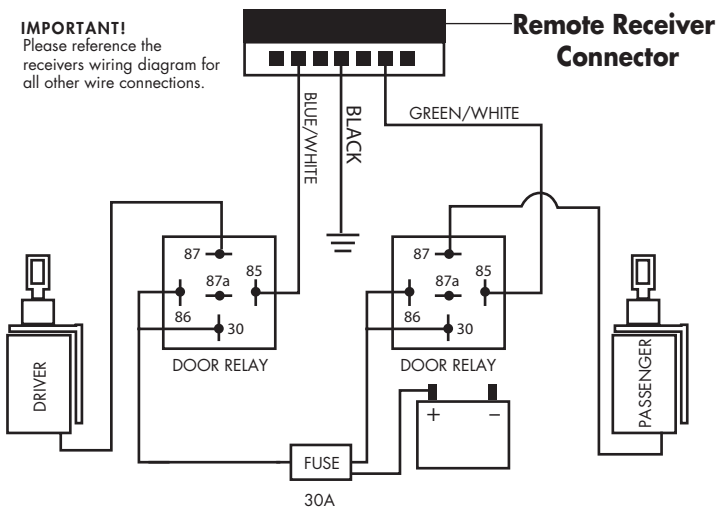 IMPORTANT!
Please reference the
receivers wiring diagram for
all other wire connections.
Remote Receiver
Connector
BLUE/WHITE
BLACK
GREEN/WHITE
87
87a
85
86
30
DOOR RELAY
87
87a
85
86
30
DOOR RELAY
DRIVER
PASSENGER
+ −
FUSE
30A